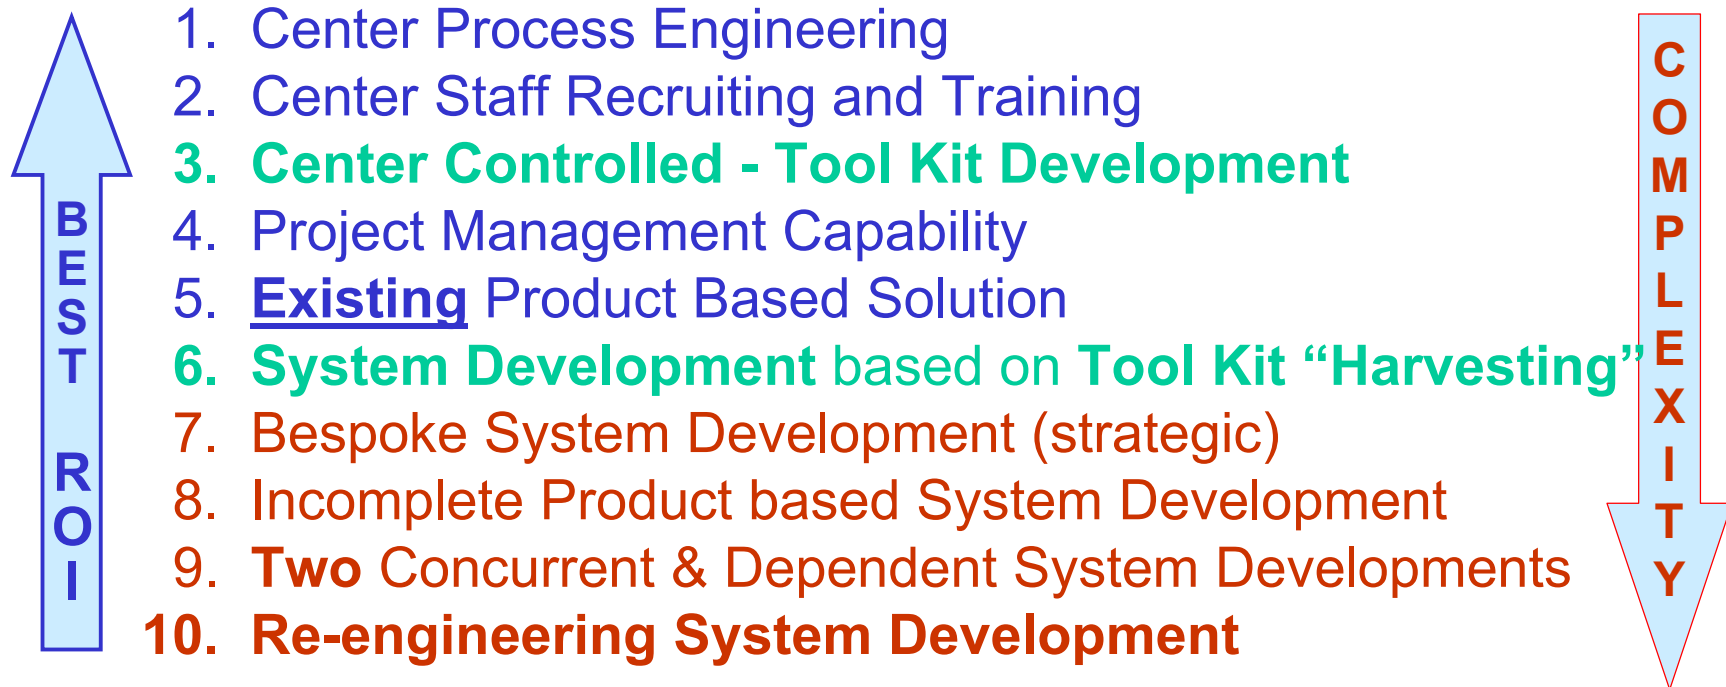 1. Center Process Engineering
2. Center Staff Recruiting and Training
3. Center Controlled - Tool Kit Development
4. Project Management Capability
5. Existing Product Based Solution
6. System Development based on Tool Kit “Harvesting”
7. Bespoke System Development (strategic)
8. Incomplete Product based System Development
9. Two Concurrent & Dependent System Developments
10. Re-engineering System Development
BEST ROI
COMPLEXITY